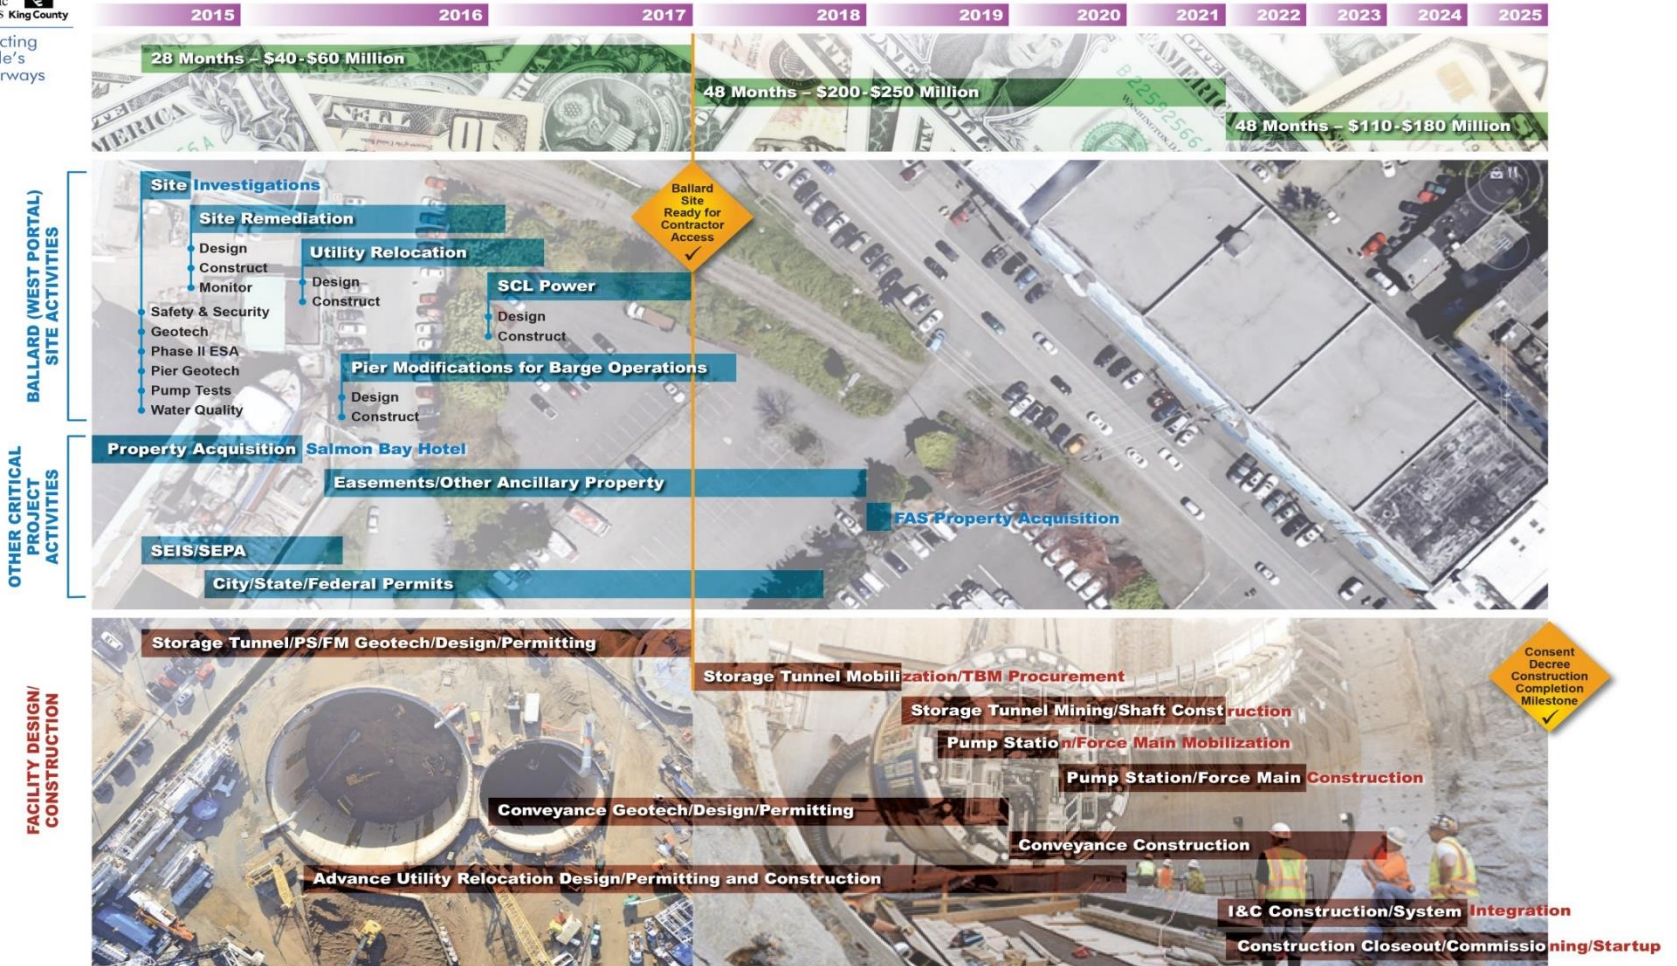 King County
2015 2016 2017 2018 2019 2020 2021 2022 2023 2024 2025
28 Months – $40-$60 Million
48 Months – $200-$250 Million
48 Months – $110-$180 Million
BALLARD (WEST PORTAL)
SITE ACTIVITIES
Site Investigations
Site Remediation
Design
Construct
Monitor
Utility Relocation
Design
Construct
SCL Power
Design
Construct
Safety & Security
Geotech
Phase II ESA
Pier Geotech
Pump Tests
Water Quality
Pier Modifications for Barge Operations
Design
Construct
Ballard
Site
Ready for
Contractor
Access
OTHER CRITICAL
PROJECT
ACTIVITIES
Property Acquisition Salmon Bay Hotel
Easements/Other Ancillary Property
FAS Property Acquisition
SEIS/SEPA
City/State/Federal Permits
FACILITY DESIGN/
CONSTRUCTION
Storage Tunnel/PS/FM Geotech/Design/Permitting
Storage Tunnel Mobilization/TBM Procurement
Storage Tunnel Mining/Shaft Construction
Pump Station/Force Main Mobilization
Pump Station/Force Main Construction
Conveyance Geotech/Design/Permitting
Conveyance Construction
Advance Utility Relocation Design/Permitting and Construction
I&C Construction/System Integration
Construction Closeout/Commissioning/Startup
Consent
Decree
Construction
Completion
Milestone